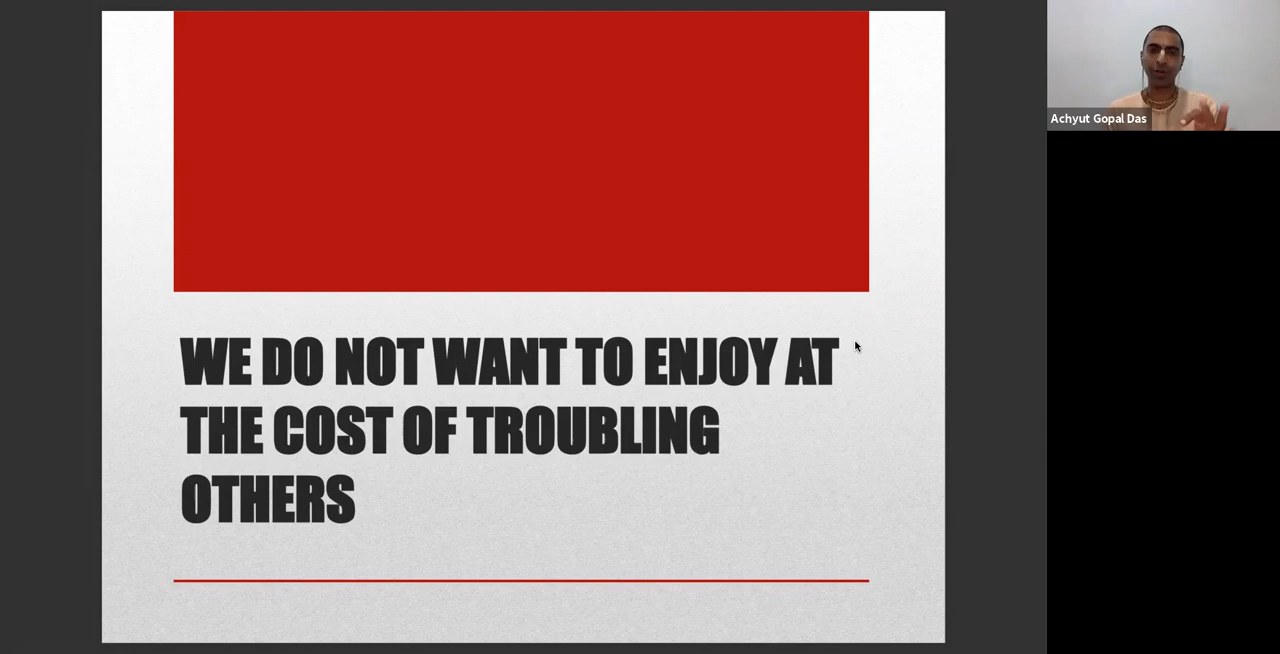 WE DO NOT WANT TO ENJOY AT
THE COST OF TROUBLING
OTHERS
Achyut Gopal Das